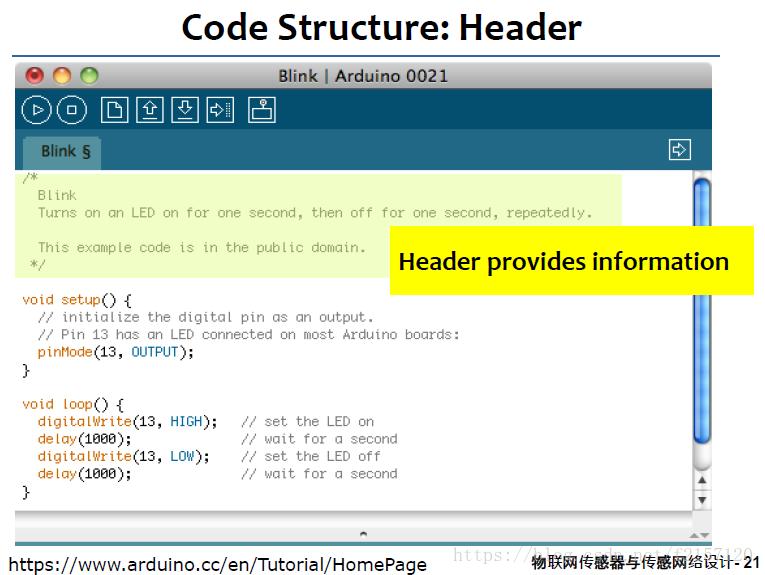 Code Structure: Header
Blink | Arduino 0021
Blink §
/*
Blink
Turns on an LED on for one second, then off for one second, repeatedly.
This example code is in the public domain.
*/
Header provides information
void setup() {
// initialize the digital pin as an output.
// Pin 13 has an LED connected on most Arduino boards:
pinMode(13, OUTPUT);
}
void loop() {
digitalWrite(13, HIGH); // set the LED on
delay(1000); // wait for a second
digitalWrite(13, LOW); // set the LED off
delay(1000); // wait for a second
}
https://www.arduino.cc/en/Tutorial/HomePage
物联网传感器与传感网络设计- 21